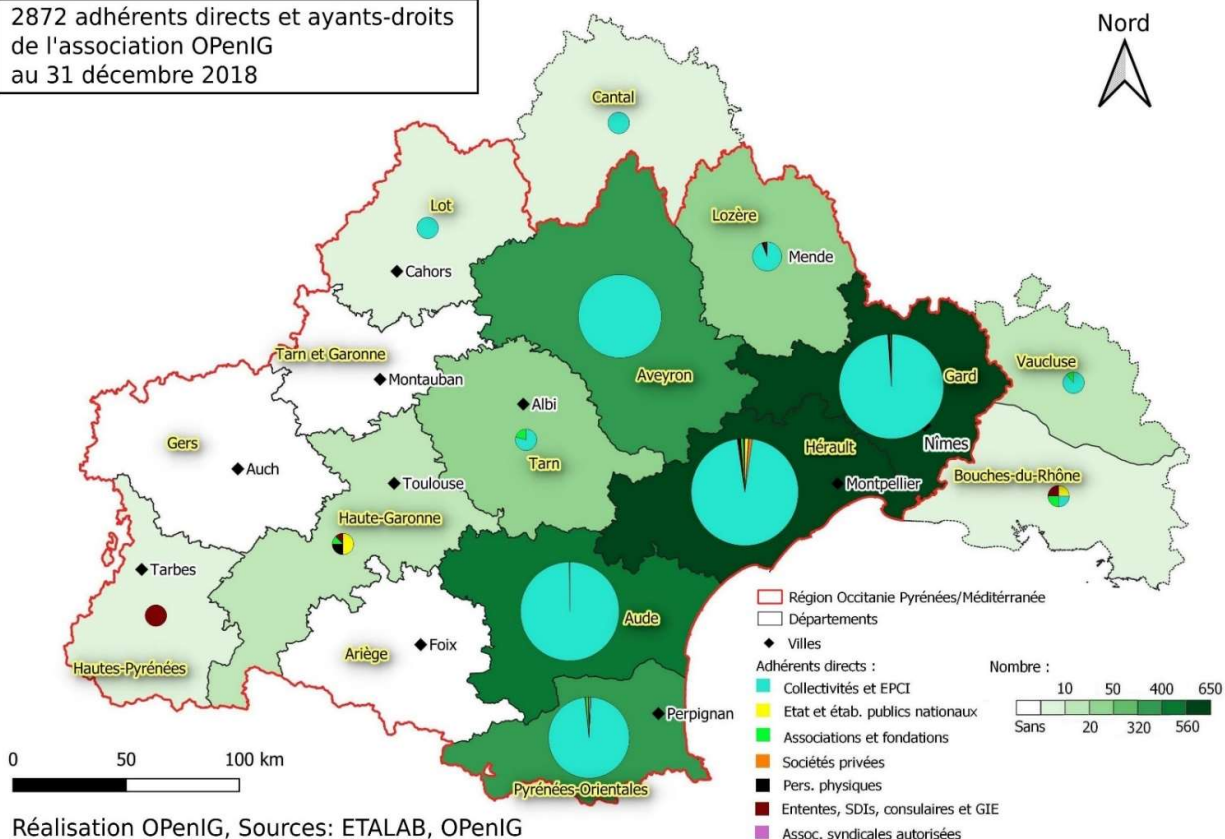 2872 adhérents directs et ayants-droits
de l'association OPenIG
au 31 décembre 2018
Nord
Cantal
Lot
Lozère
Mende
Cahors
Tarn et Garonne
Montauban
Aveyron
Gard
Vaucluse
Albi
Gers
Hérault
Nîmes
Tarn
Auch
Toulouse
Montpellier
Bouches-du-Rhône
Haute-Garonne
Tarbes
Région Occitanie Pyrénées/Méditérranée
Aude
Départements
Foix
Ariège
Villes
Hautes-Pyrénées
Adhérents directs :
Nombre :
Collectivités et EPCI
10 50 400 650
Etat et étab. publics nationaux
Sans 20 320 560
Perpignan
Associations et fondations
0 50 100 km
Sociétés privées
Pers. physiques
Pyrénées-Orientales
Ententes, SDIs, consulaires et GIE
Réalisation OPenIG, Sources: ETALAB, OPenIG
Assoc. syndicales autorisées